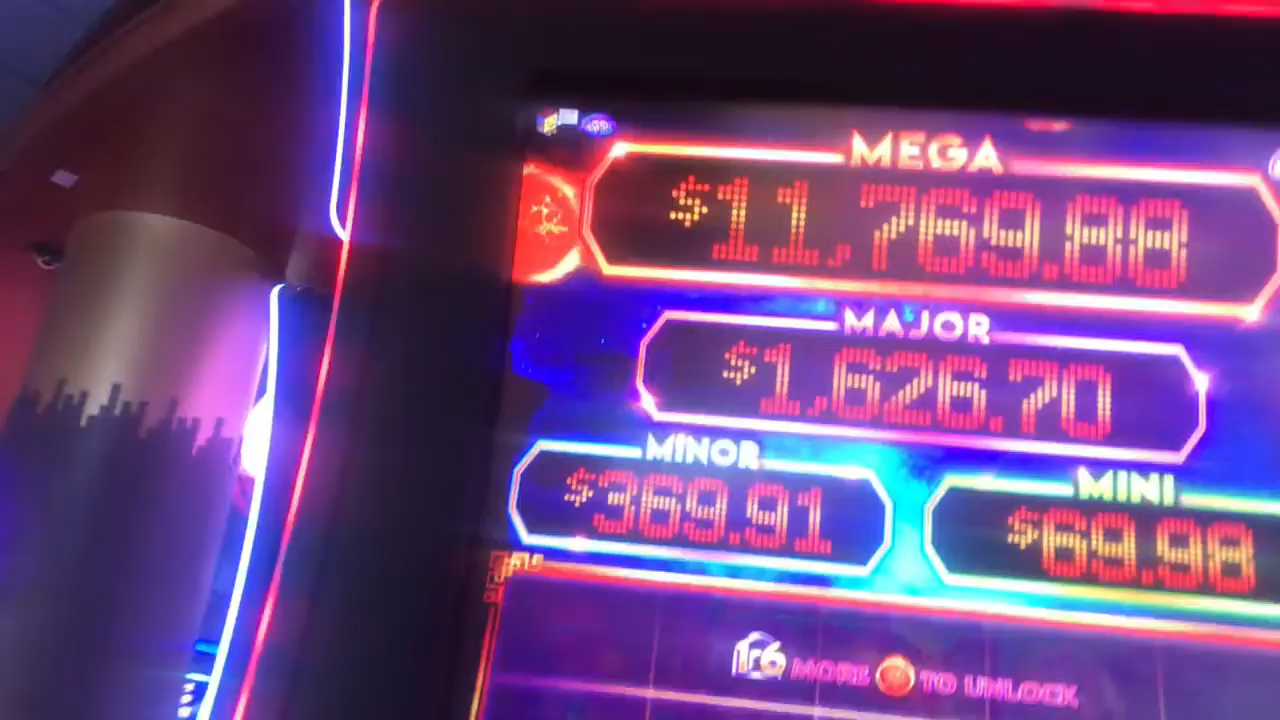 MEGA
$11,769.88
MAJOR
$1,626.70
MINOR
$369.91
MINI
$69.98
MORE TO UNLOCK